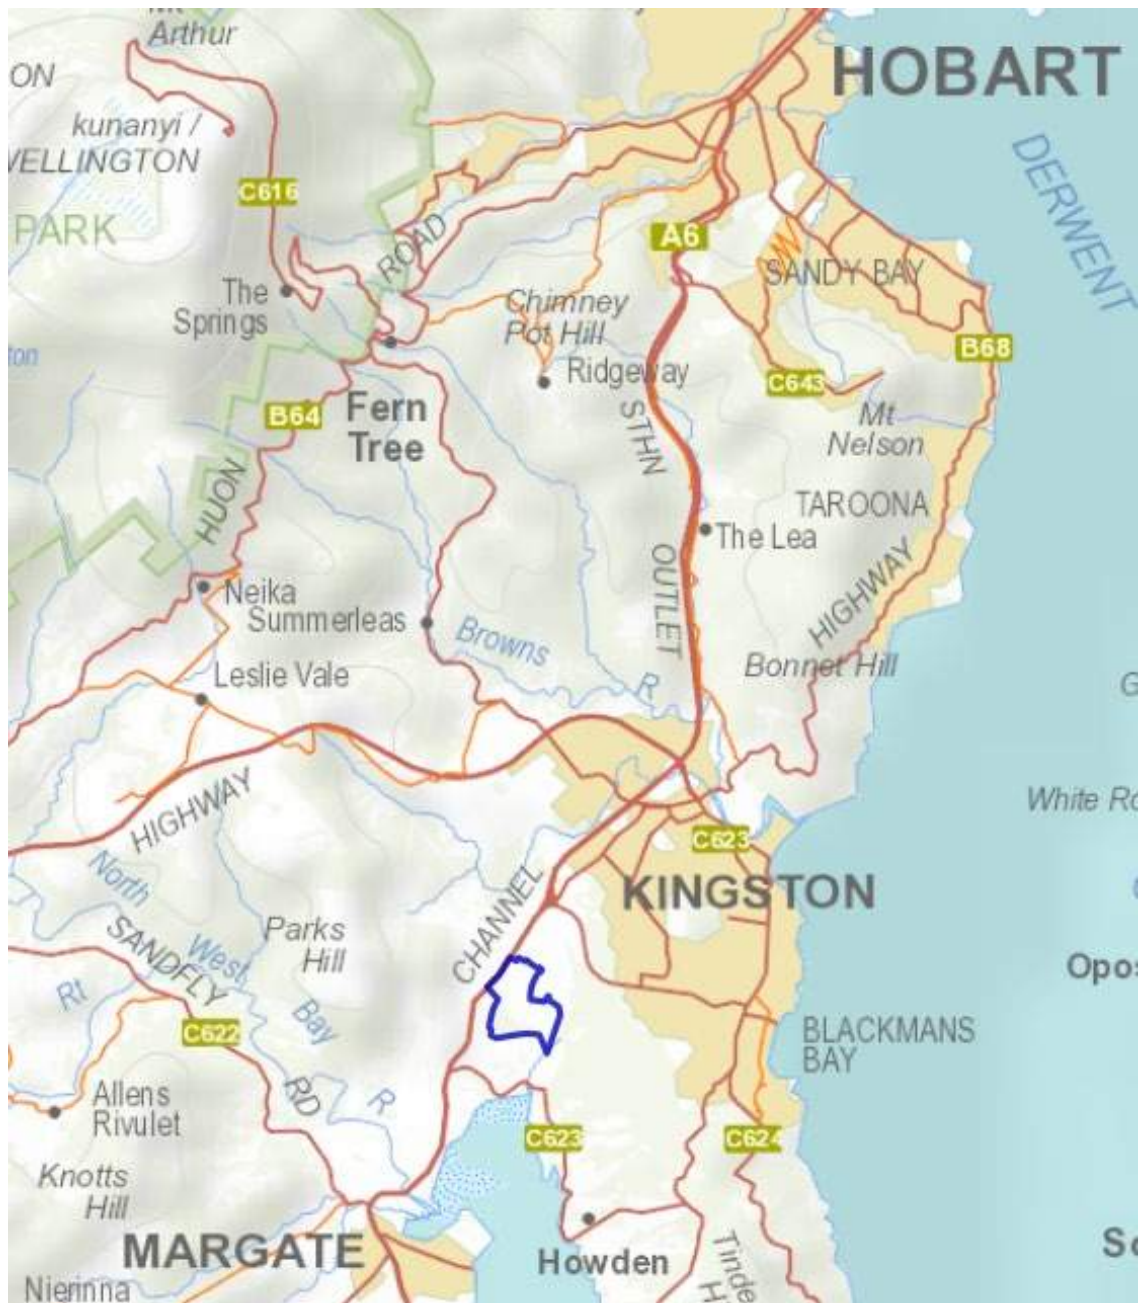 Arthur
ON
HOBART
kunanyi /
WELLINGTON
DERWENT
C616
PARK
ROAD
A6
SANDY BAY
The
Springs
Chimney
Pot Hill
Ridgeway
B68
C643
B64
Fern
Tree
STHN
Mt
Nelson
HUON
TAROONA
The Lea
OUTLET
HIGHWAY
Neika
Summerleas
Browns
R
Bonnet Hill
Leslie Vale
G
HIGHWAY
White Ro
C623
North
CHANNEL
KINGSTON
Parks
Hill
SANDFLY
West
Opos
Rt
Bay
C622
BLACKMANS
BAY
RD
R
Allens
Rivulet
C623
C624
Knotts
Hill
MARGATE
Howden
Tinde
H
So
Nierinna